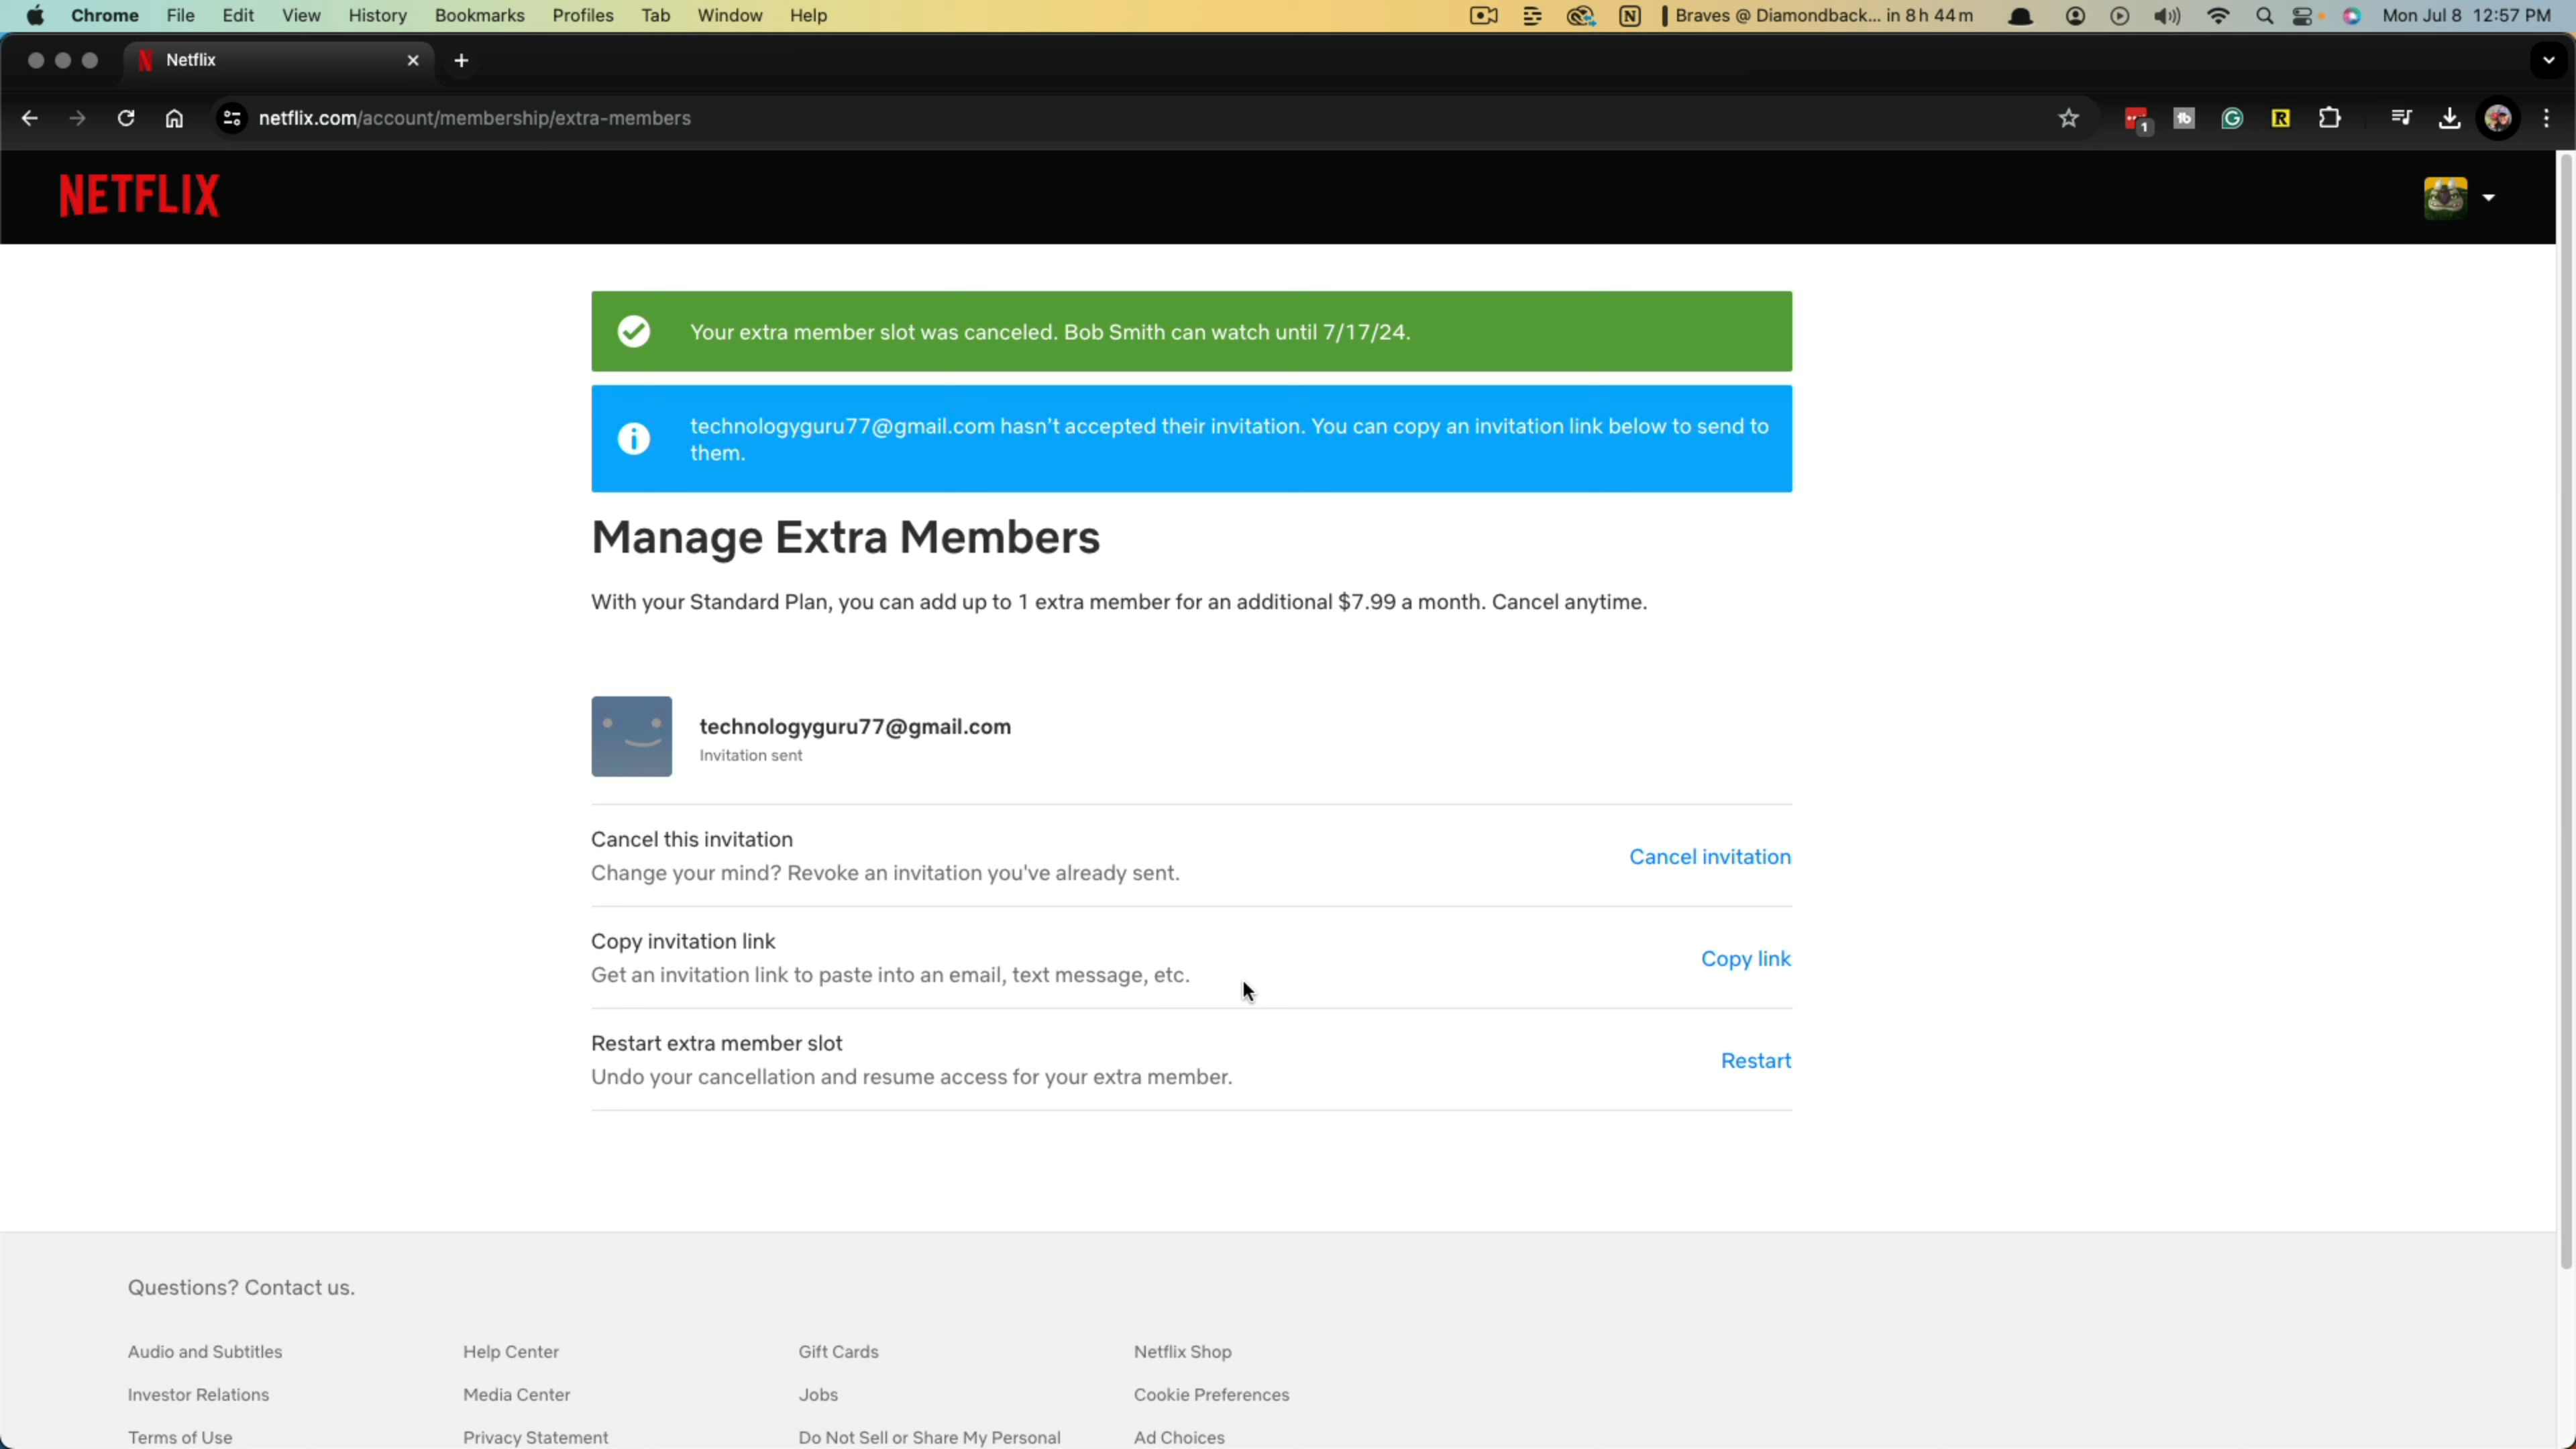 Chrome File Edit View History Bookmarks Profiles Tab Window Help Braves @ Diamondback... in 8 h 44 m Mon Jul 8 12:57 PM
Netflix
netflix.com/account/membership/extra-members
1
NETFLIX
Your extra member slot was canceled. Bob Smith can watch until 7/17/24.
technologyguru77@gmail.com hasn't accepted their invitation. You can copy an invitation link below to send to
them.
Manage Extra Members
With your Standard Plan, you can add up to 1 extra member for an additional $7.99 a month. Cancel anytime.
technologyguru77@gmail.com
Invitation sent
Cancel this invitation
Change your mind? Revoke an invitation you've already sent.
Cancel invitation
Copy invitation link
Get an invitation link to paste into an email, text message, etc.
Copy link
Restart extra member slot
Undo your cancellation and resume access for your extra member.
Restart
Questions? Contact us.
Audio and Subtitles Help Center Gift Cards Netflix Shop
Investor Relations Media Center Jobs Cookie Preferences
Terms of Use Privacy Statement Do Not Sell or Share My Personal Ad Choices